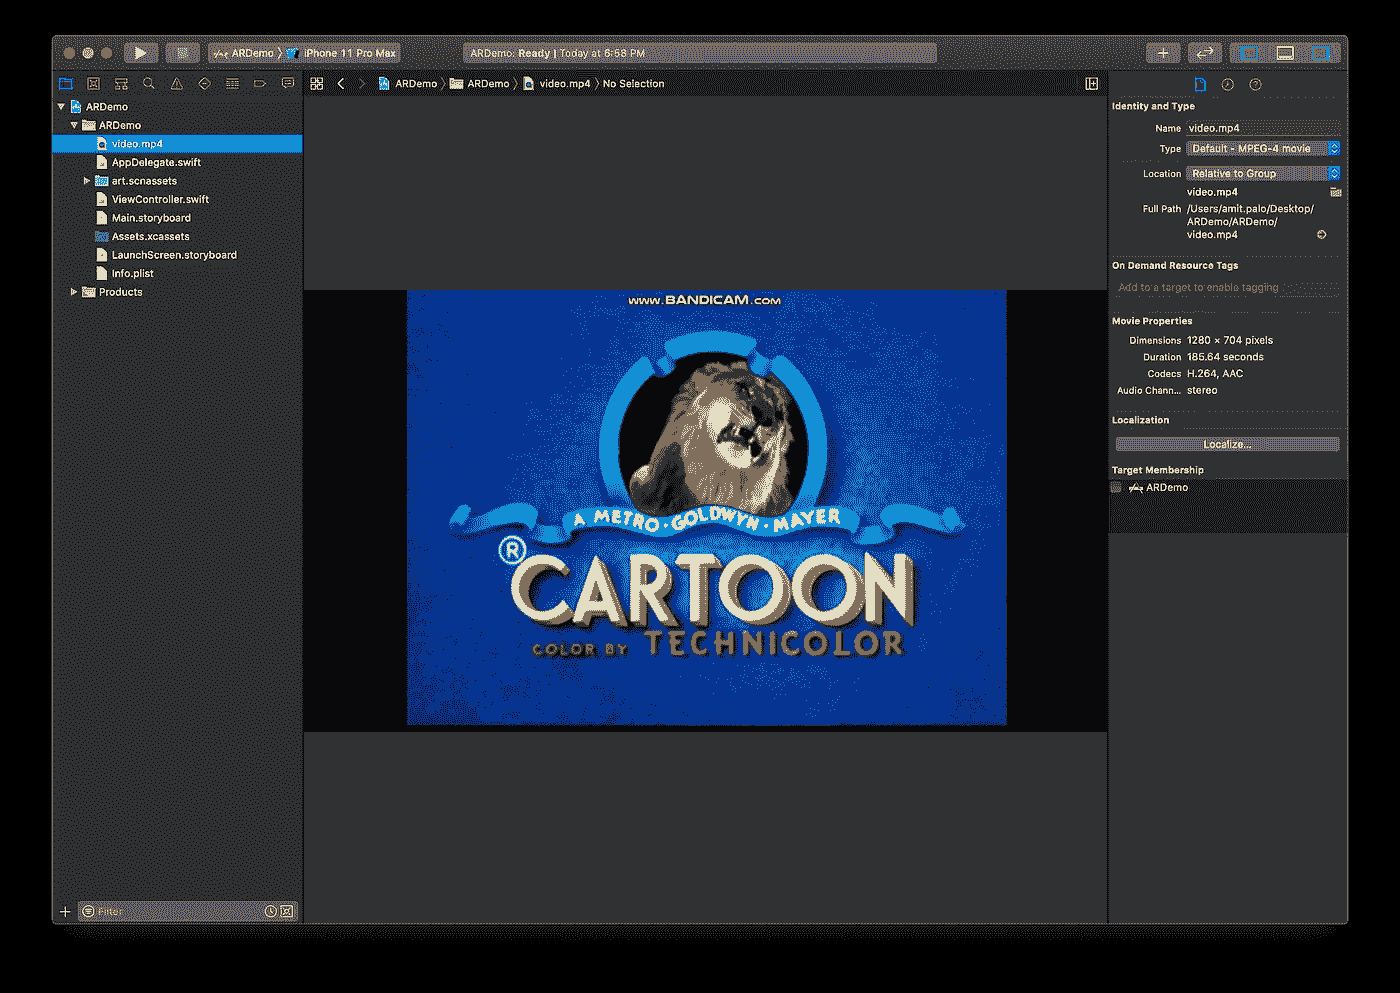 ARDemo 〉 iPhone 11 Pro Max
ARDemo: Ready | Today at 6:58 PM
ARDemo 〉 ARDemo 〉 video.mp4 〉 No Selection
ARDemo
ARDemo
video.mp4
AppDelegate.swift
art.scnassets
ViewController.swift
Main.storyboard
Assets.xcassets
LaunchScreen.storyboard
Info.plist
Products
Filter
www.BANDICAM.com
A METRO·GOLDWYN·MAYER
®
CARTOON
COLOR BY TECHNICOLOR
Identity and Type
Name video.mp4
Type Default - MPEG-4 movie
Location Relative to Group
video.mp4
Full Path /Users/amit.palo/Desktop/
ARDemo/ARDemo/
video.mp4
On Demand Resource Tags
Add to a target to enable tagging
Movie Properties
Dimensions 1280 × 704 pixels
Duration 185.64 seconds
Codecs H.264, AAC
Audio Chann... stereo
Localization
Localize...
Target Membership
ARDemo